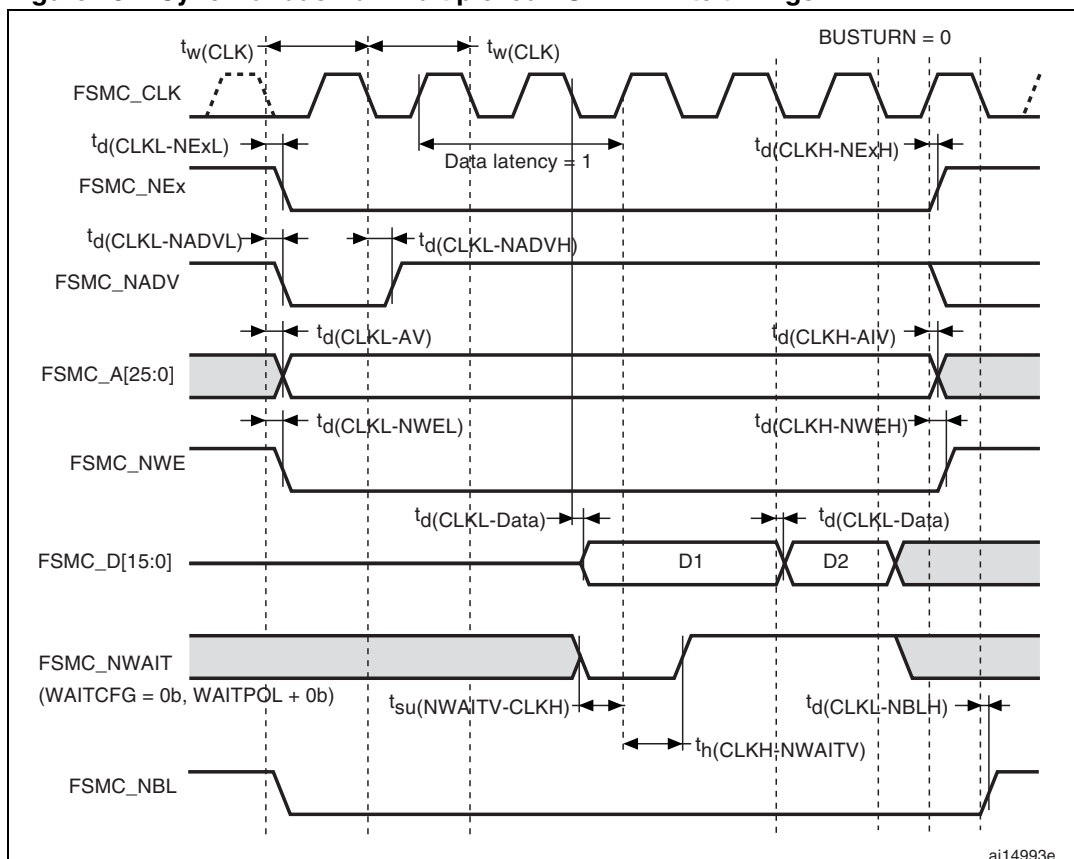 BUSTURN = 0
tw(CLK) tw(CLK)
FSMC_CLK
Data latency = 1
td(CLKL-NExL) td(CLKH-NExH)
FSMC_NEx
td(CLKL-NADVL) td(CLKL-NADVH)
FSMC_NADV
td(CLKL-AV) td(CLKH-AIV)
FSMC_A[25:0]
td(CLKL-NWEL) td(CLKH-NWEH)
FSMC_NWE
td(CLKL-Data) td(CLKL-Data)
FSMC_D[15:0] D1 D2
FSMC_NWAIT
(WAITCFG = 0b, WAITPOL + 0b)
tsu(NWAITV-CLKH) td(CLKL-NBLH)
th(CLKH-NWAITV)
FSMC_NBL
ai14993e